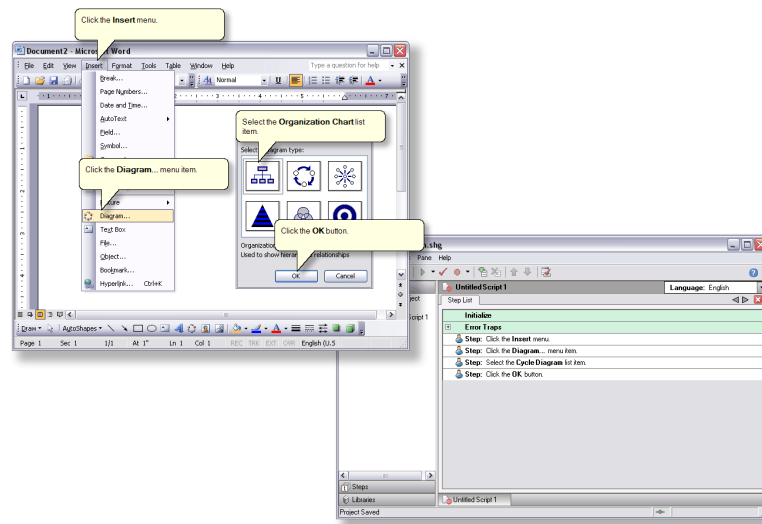 Click the Insert menu.
Document2 - Microsoft Word
File Edit View Insert Format Tools Table Window Help Type a question for help
Normal
Break...
Page Numbers...
Date and Time...
AutoText
Field...
Symbol...
Click the Diagram... menu item.
Picture
Diagram...
Text Box
File...
Object...
Bookmark...
Hyperlink... Ctrl+K
Select the Organization Chart list
item.
Select diagram type:
Click the OK button.
Organization
Used to show hierarchical relationships
OK Cancel
Draw AutoShapes
Page 1 Sec 1 1/1 At 1" Ln 1 Col 1 REC TRK EXT OVR English (U.S
.shg
Pane Help
Untitled Script 1 Language: English
Step List
Script 1
Initialize
Error Traps
Step: Click the Insert menu.
Step: Click the Diagram... menu item.
Step: Select the Cycle Diagram list item.
Step: Click the OK button.
Steps
Libraries
Untitled Script 1
Project Saved